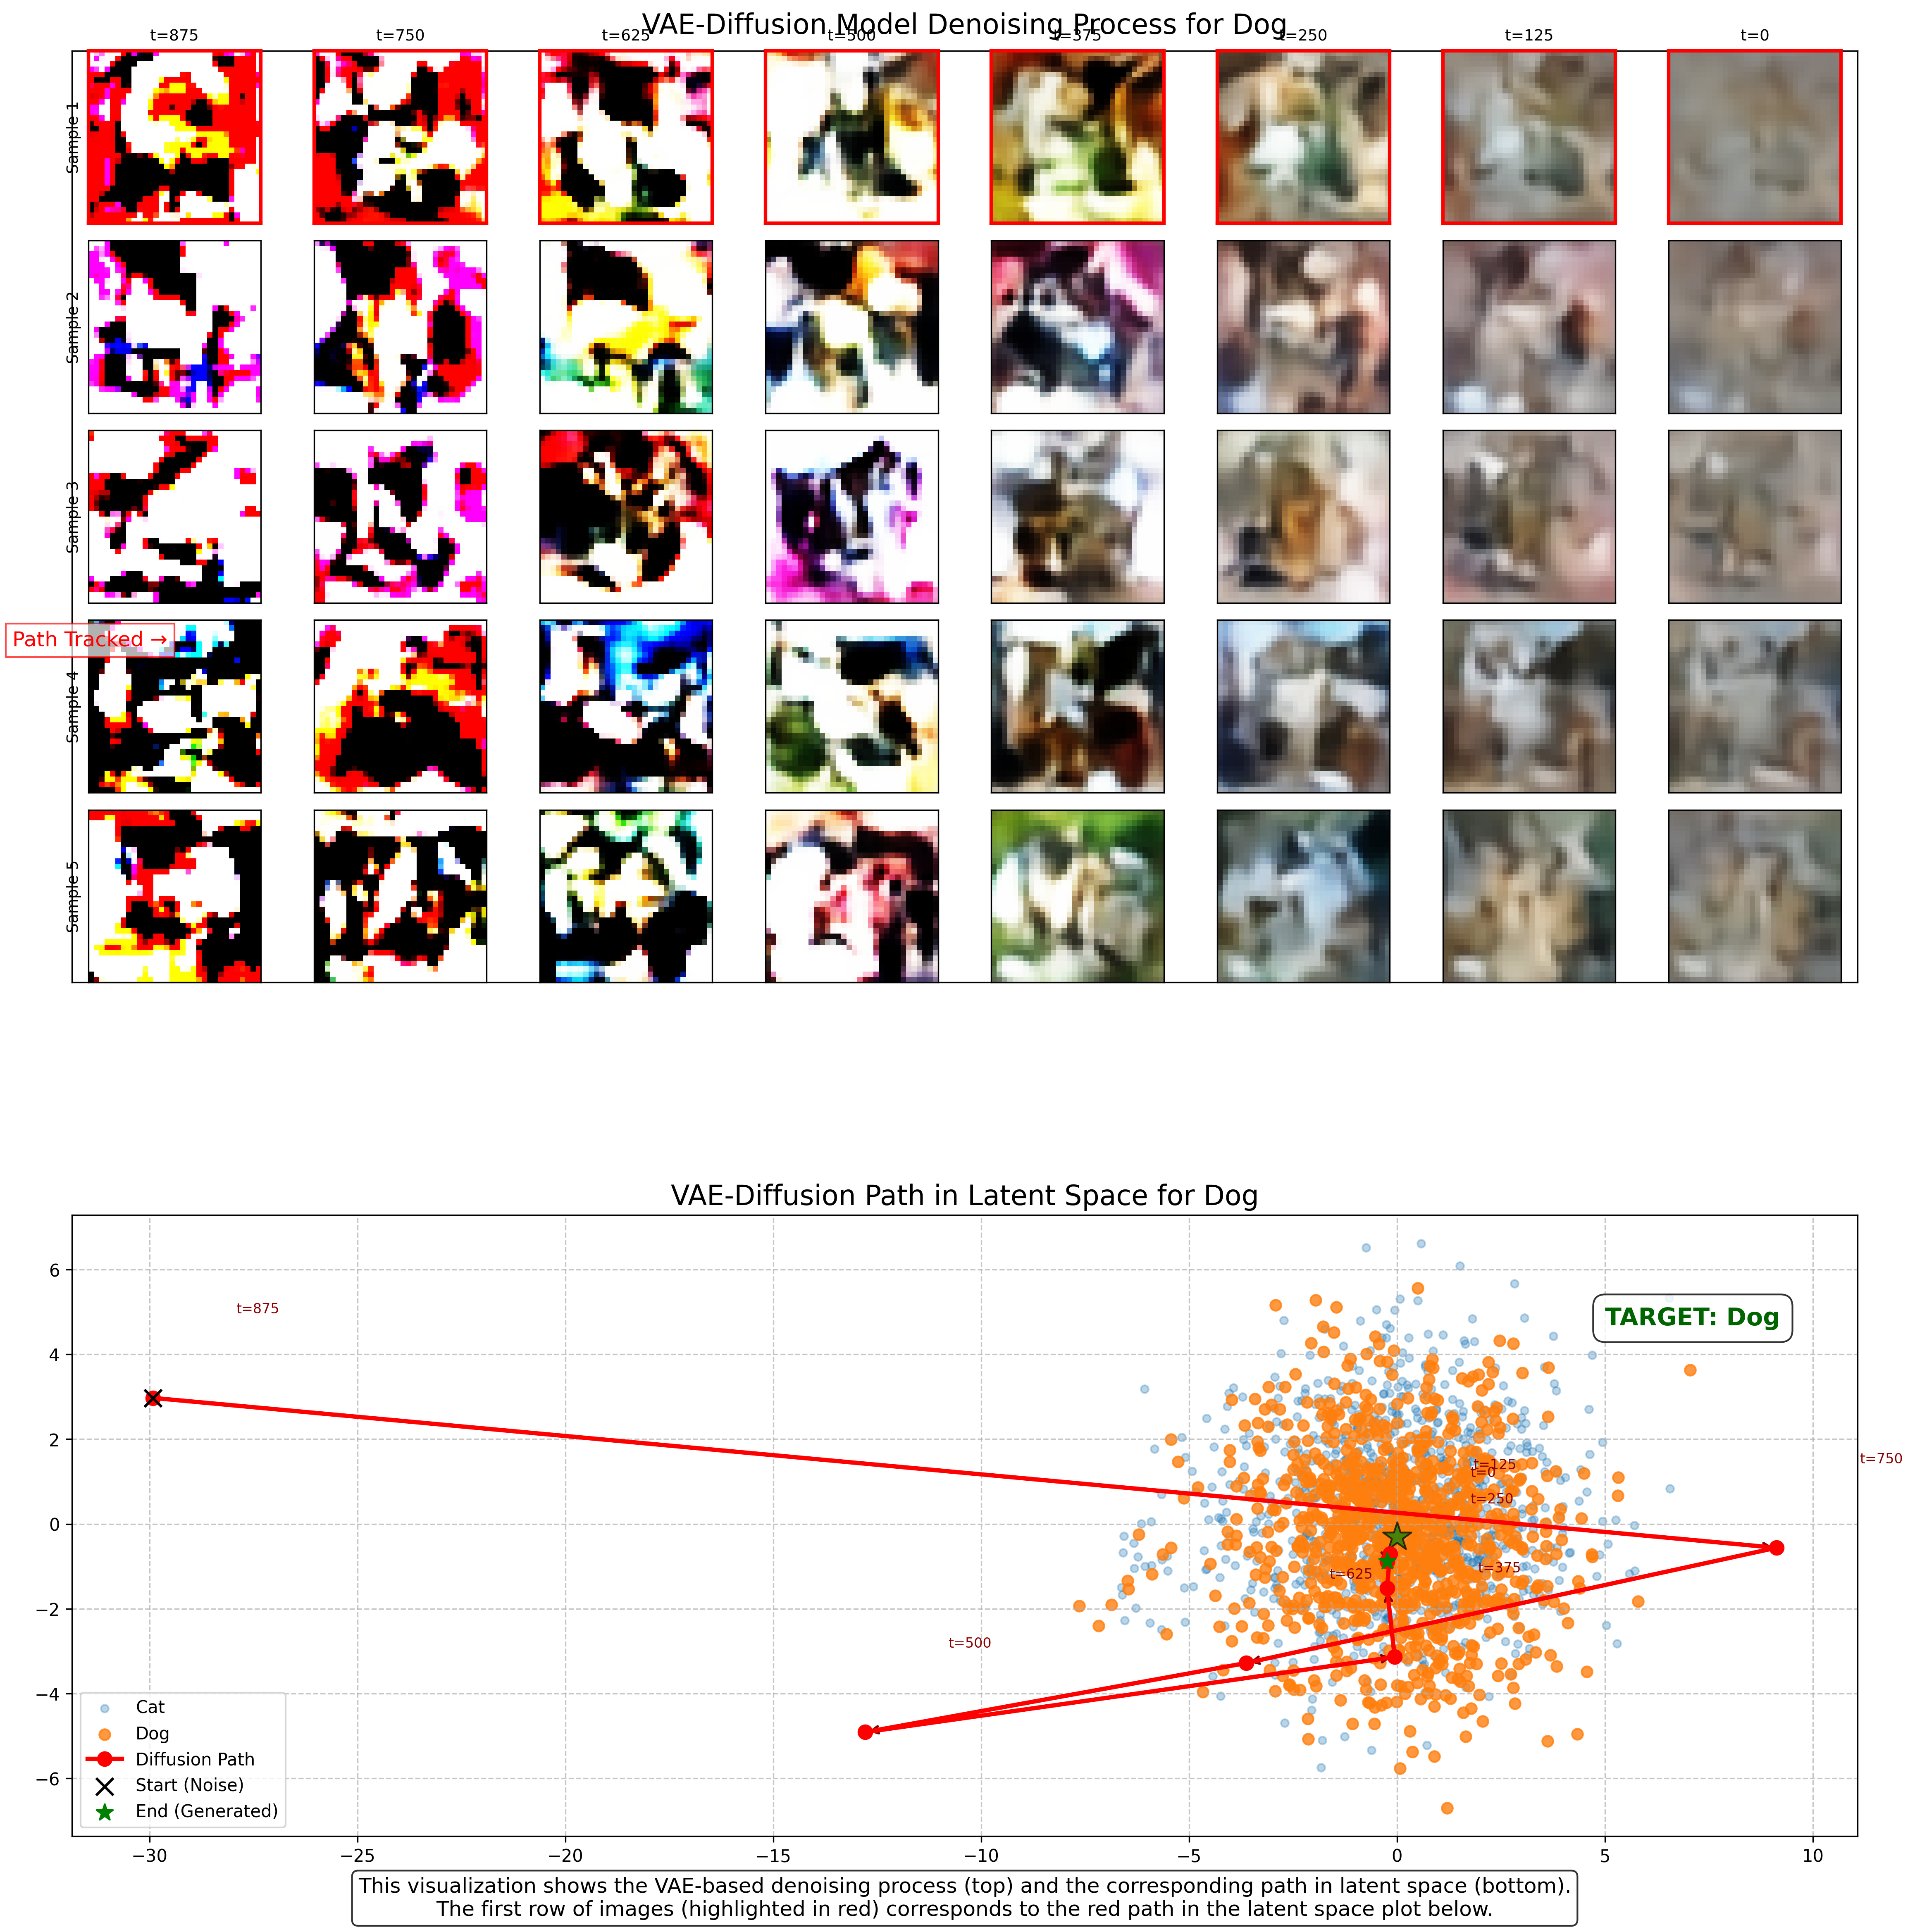 VAE-Diffusion Model Denoising Process for Dog
t=875 t=750 t=625 t=500 t=375 t=250 t=125 t=0
Sample 1
Sample 2
Sample 3
Path Tracked →
Sample 4
Sample 5
VAE-Diffusion Path in Latent Space for Dog
6
4
2
0
−2
−4
−6
t=875
TARGET: Dog
t=750
t=125
t=0
t=250
t=375
t=625
t=500
Cat
Dog
Diffusion Path
Start (Noise)
End (Generated)
−30 −25 −20 −15 −10 −5 0 5 10
This visualization shows the VAE-based denoising process (top) and the corresponding path in latent space (bottom).
The first row of images (highlighted in red) corresponds to the red path in the latent space plot below.